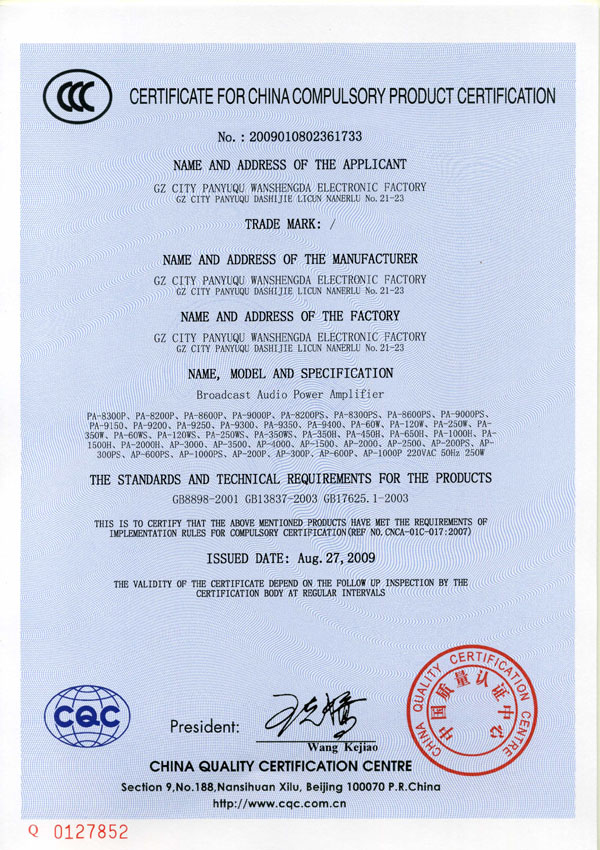 CCC
CERTIFICATE FOR CHINA COMPULSORY PRODUCT CERTIFICATION
No. : 2009010802361733
NAME AND ADDRESS OF THE APPLICANT
GZ CITY PANYUQU WANSHENGDA ELECTRONIC FACTORY
GZ CITY PANYUQU DASHIJIE LICUN NANERLU No. 21-23
TRADE MARK: /
NAME AND ADDRESS OF THE MANUFACTURER
GZ CITY PANYUQU WANSHENGDA ELECTRONIC FACTORY
GZ CITY PANYUQU DASHIJIE LICUN NANERLU No. 21-23
NAME AND ADDRESS OF THE FACTORY
GZ CITY PANYUQU WANSHENGDA ELECTRONIC FACTORY
GZ CITY PANYUQU DASHIJIE LICUN NANERLU No. 21-23
NAME, MODEL AND SPECIFICATION
Broadcast Audio Power Amplifier
PA-8300P、PA-8200P、PA-8600P、PA-9000P、PA-8200PS、PA-8300PS、PA-8600PS、PA-9000PS、
PA-9150、PA-9200、PA-9250、PA-9300、PA-9350、PA-9400、PA-60W、PA-120W、PA-250W、PA-
350W、PA-60WS、PA-120WS、PA-250WS、PA-350WS、PA-350H、PA-450H、PA-650H、PA-1000H、PA-
1500H、PA-2000H、AP-3000、AP-3500、AP-4000、AP-1500、AP-2000、AP-2500、AP-200PS、AP-
300PS、AP-600PS、AP-1000PS、AP-200P、AP-300P、AP-600P、AP-1000P 220VAC 50Hz 250W
THE STANDARDS AND TECHNICAL REQUIREMENTS FOR THE PRODUCTS
GB8898-2001 GB13837-2003 GB17625.1-2003
THIS IS TO CERTIFY THAT THE ABOVE MENTIONED PRODUCTS HAVE MET THE REQUIREMENTS OF
IMPLEMENTATION RULES FOR COMPULSORY CERTIFICATION(REF NO. CNCA-01C-017:2007)
ISSUED DATE: Aug. 27, 2009
THE VALIDITY OF THE CERTIFICATE DEPEND ON THE FOLLOW UP INSPECTION BY THE
CERTIFICATION BODY AT REGULAR INTERVALS
CQC
President:
Wang Kejiao
CHINA QUALITY CERTIFICATION CENTRE
中国质量认证中心
CHINA QUALITY CERTIFICATION CENTRE
Section 9,No.188,Nansihuan Xilu, Beijing 100070 P.R.China
http://www.cqc.com.cn
Q 0127852